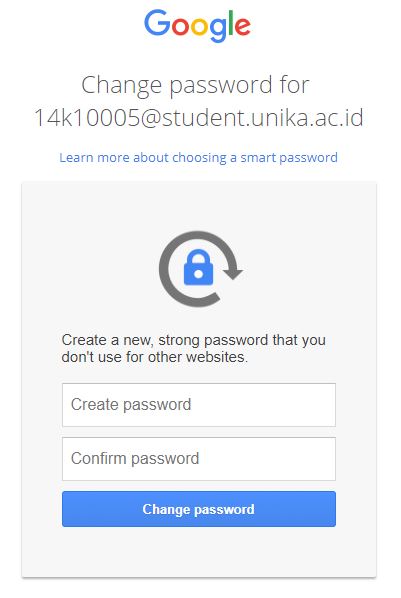 Google
Change password for
14k10005@student.unika.ac.id
Learn more about choosing a smart password
Create a new, strong password that you
don't use for other websites.
Create password
Confirm password
Change password